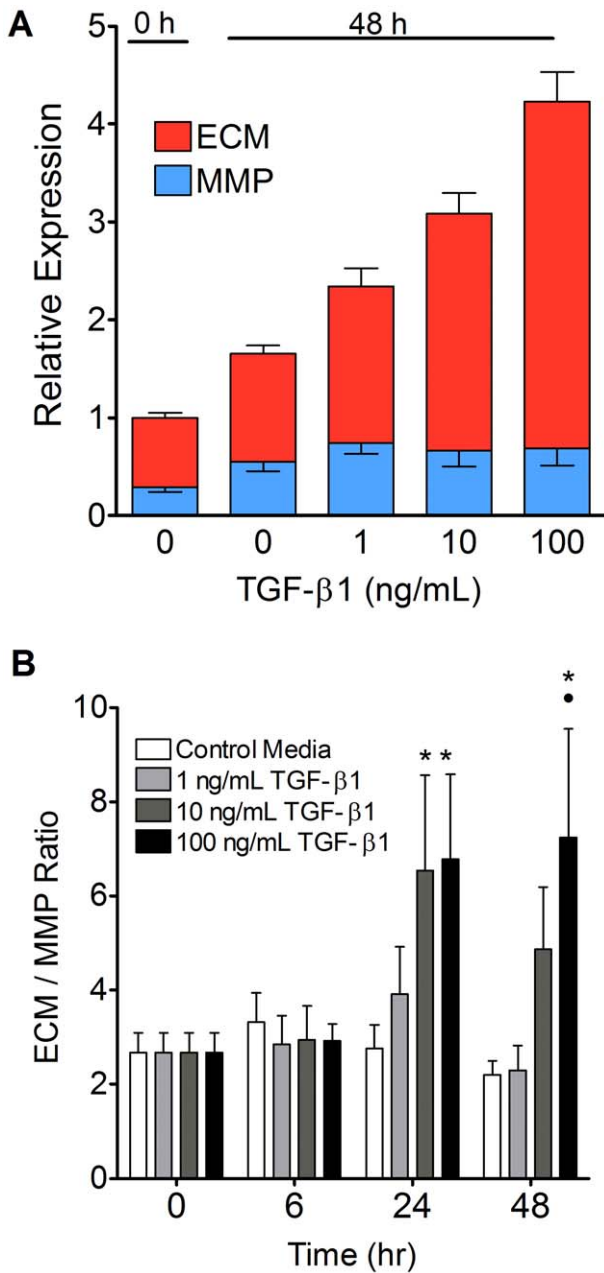 A
0 h 48 h
5
4
3
2
1
0
Relative Expression
ECM
MMP
0 0 1 10 100
TGF-β1 (ng/mL)
B
10
8
6
4
2
0
ECM / MMP Ratio
Control Media
1 ng/mL TGF-β1
10 ng/mL TGF-β1
100 ng/mL TGF-β1
* *
*
•
0 6 24 48
Time (hr)